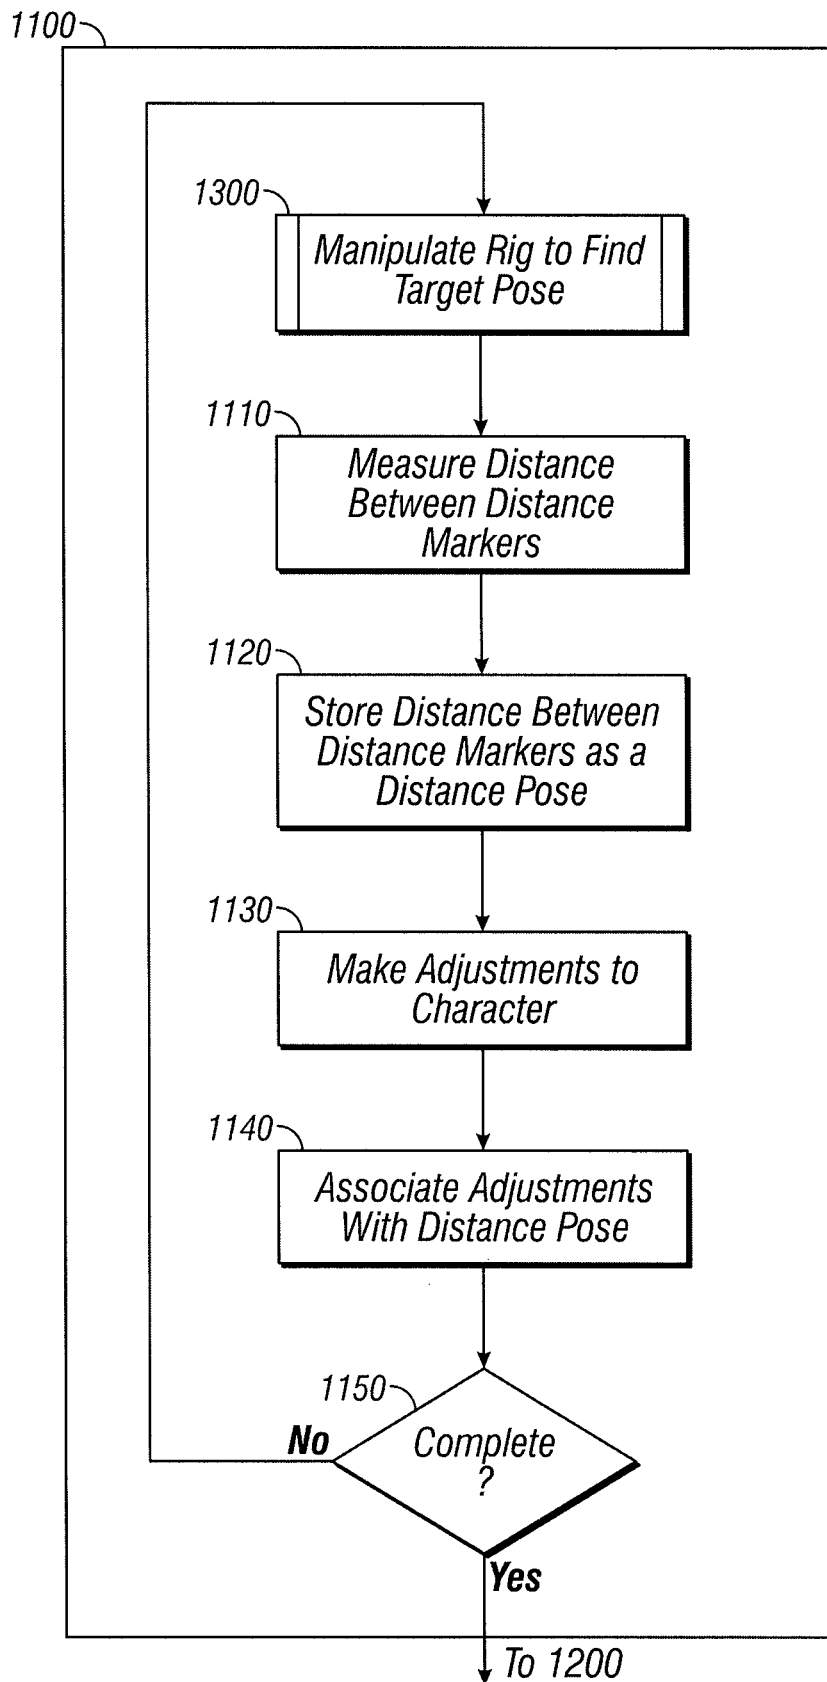 1100
1300
Manipulate Rig to Find
Target Pose
1110
Measure Distance
Between Distance
Markers
1120
Store Distance Between
Distance Markers as a
Distance Pose
1130
Make Adjustments to
Character
1140
Associate Adjustments
With Distance Pose
1150
No
Complete
?
Yes
To 1200